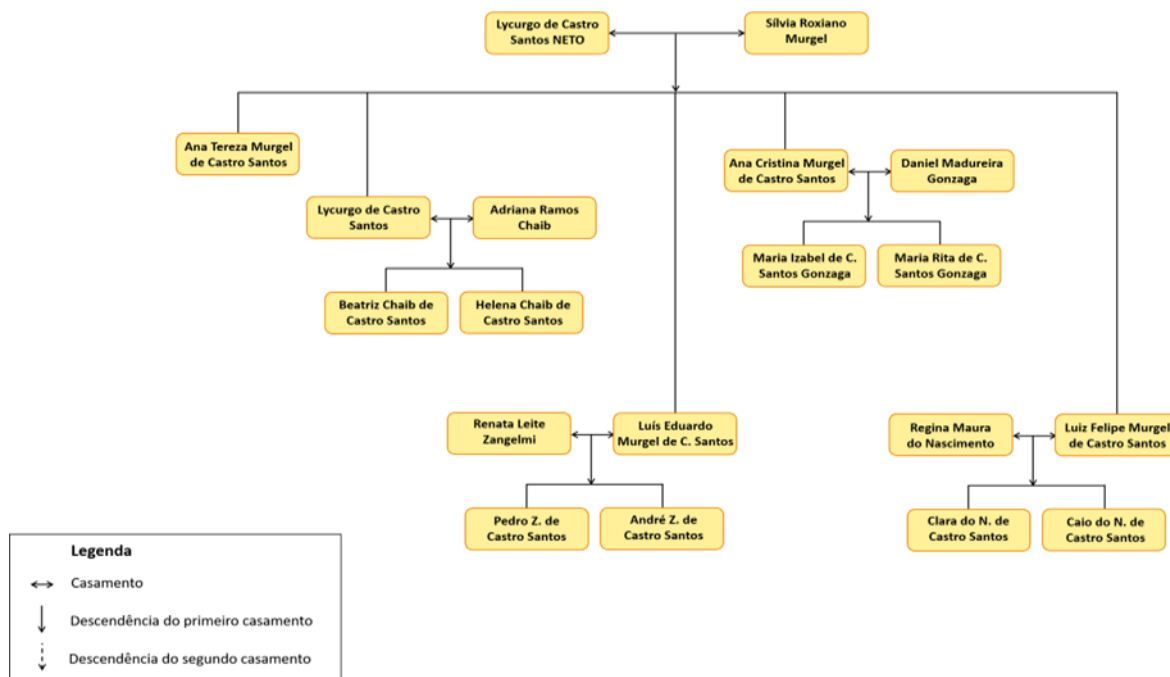 Lycurgo de Castro
Santos NETO
Sílvia Roxiano
Murgel
Ana Tereza Murgel
de Castro Santos
Ana Cristina Murgel
de Castro Santos
Daniel Madureira
Gonzaga
Lycurgo de Castro
Santos
Adriana Ramos
Chaib
Maria Izabel de C.
Santos Gonzaga
Maria Rita de C.
Santos Gonzaga
Beatriz Chaib de
Castro Santos
Helena Chaib de
Castro Santos
Renata Leite
Zangelmi
Luís Eduardo
Murgel de C. Santos
Regina Maura
do Nascimento
Luiz Felipe Murgel
de Castro Santos
Pedro Z. de
Castro Santos
André Z. de
Castro Santos
Clara do N. de
Castro Santos
Caio do N. de
Castro Santos
Legenda
Casamento
Descendência do primeiro casamento
Descendência do segundo casamento